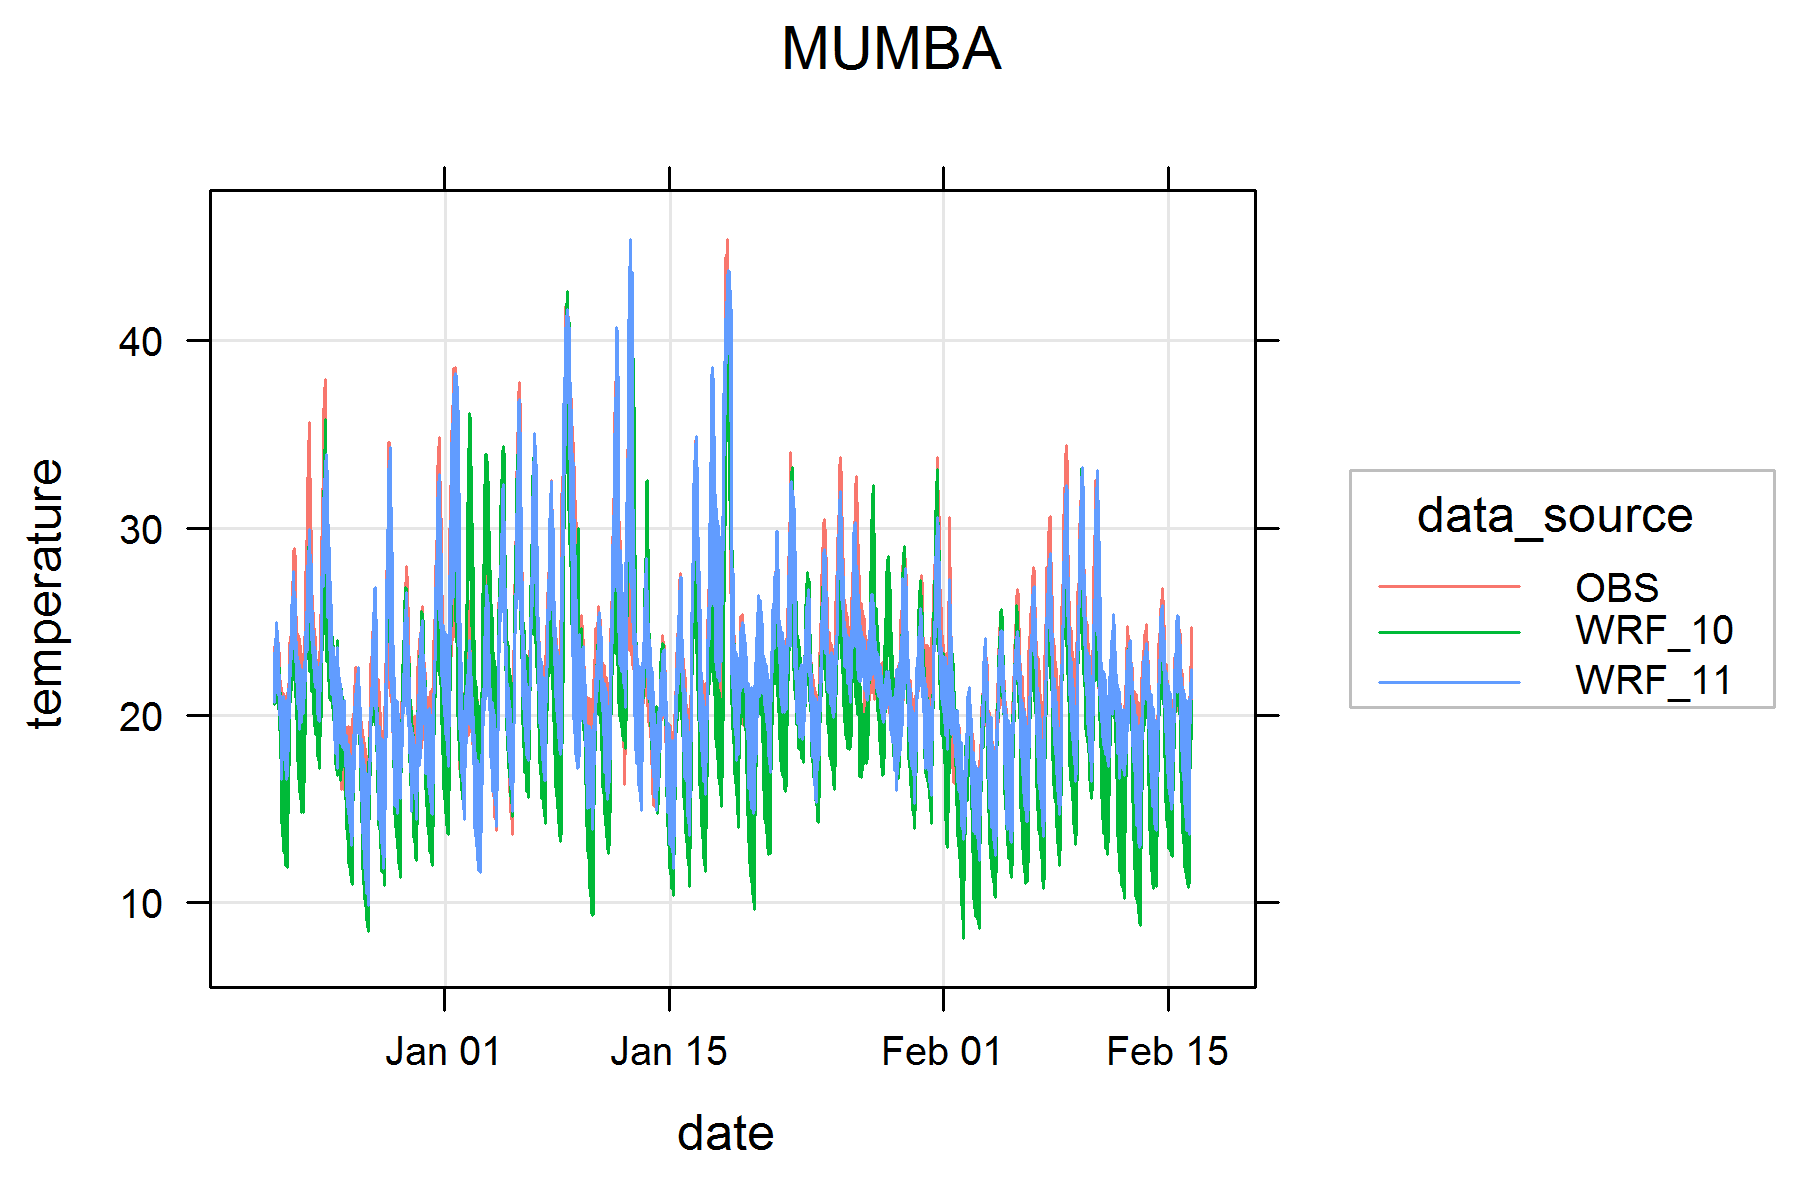 MUMBA
temperature
40
30
20
10
Jan 01
Jan 15
Feb 01
Feb 15
date
data_source
OBS
WRF_10
WRF_11